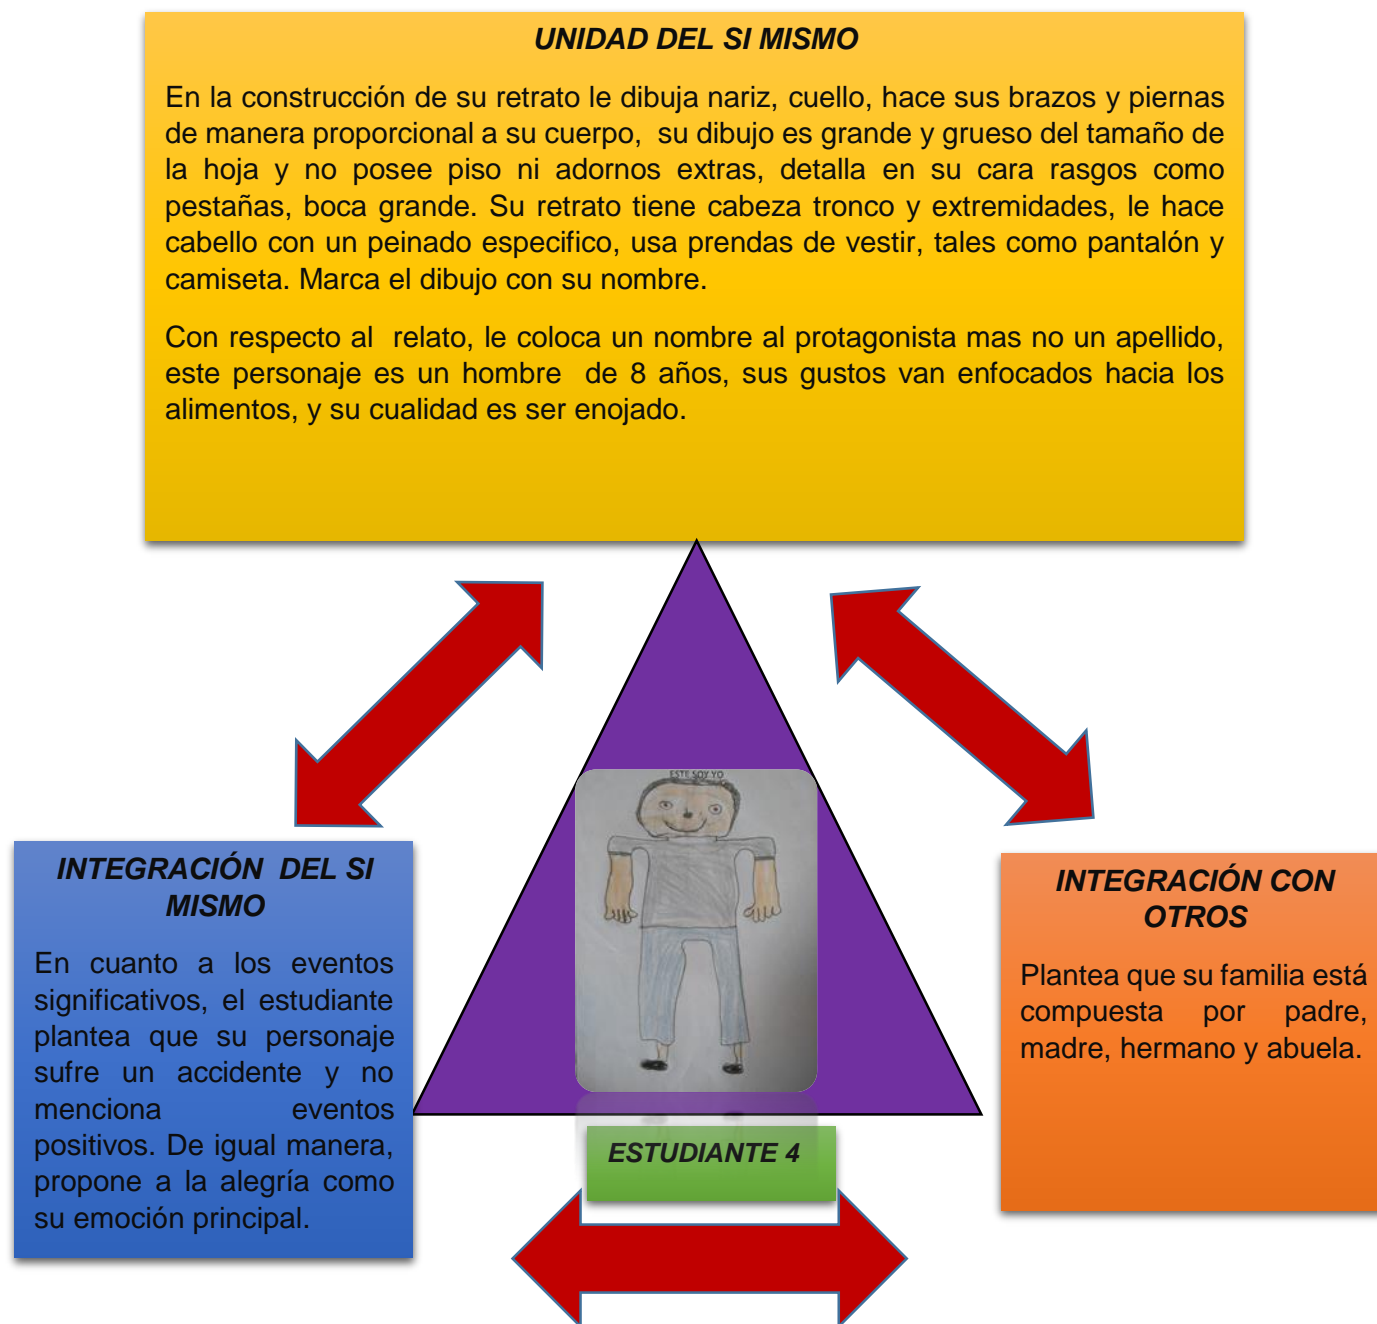 UNIDAD DEL SI MISMO
En la construcción de su retrato le dibuja nariz, cuello, hace sus brazos y piernas
de manera proporcional a su cuerpo, su dibujo es grande y grueso del tamaño de
la hoja y no posee piso ni adornos extras, detalla en su cara rasgos como
pestañas, boca grande. Su retrato tiene cabeza tronco y extremidades, le hace
cabello con un peinado especifico, usa prendas de vestir, tales como pantalón y
camiseta. Marca el dibujo con su nombre.
Con respecto al relato, le coloca un nombre al protagonista mas no un apellido,
este personaje es un hombre de 8 años, sus gustos van enfocados hacia los
alimentos, y su cualidad es ser enojado.
ESTE SOY YO
INTEGRACIÓN DEL SI
MISMO
En cuanto a los eventos
significativos, el estudiante
plantea que su personaje
sufre un accidente y no
menciona eventos
positivos. De igual manera,
propone a la alegría como
su emoción principal.
INTEGRACIÓN CON
OTROS
Plantea que su familia está
compuesta por padre,
madre, hermano y abuela.
ESTUDIANTE 4